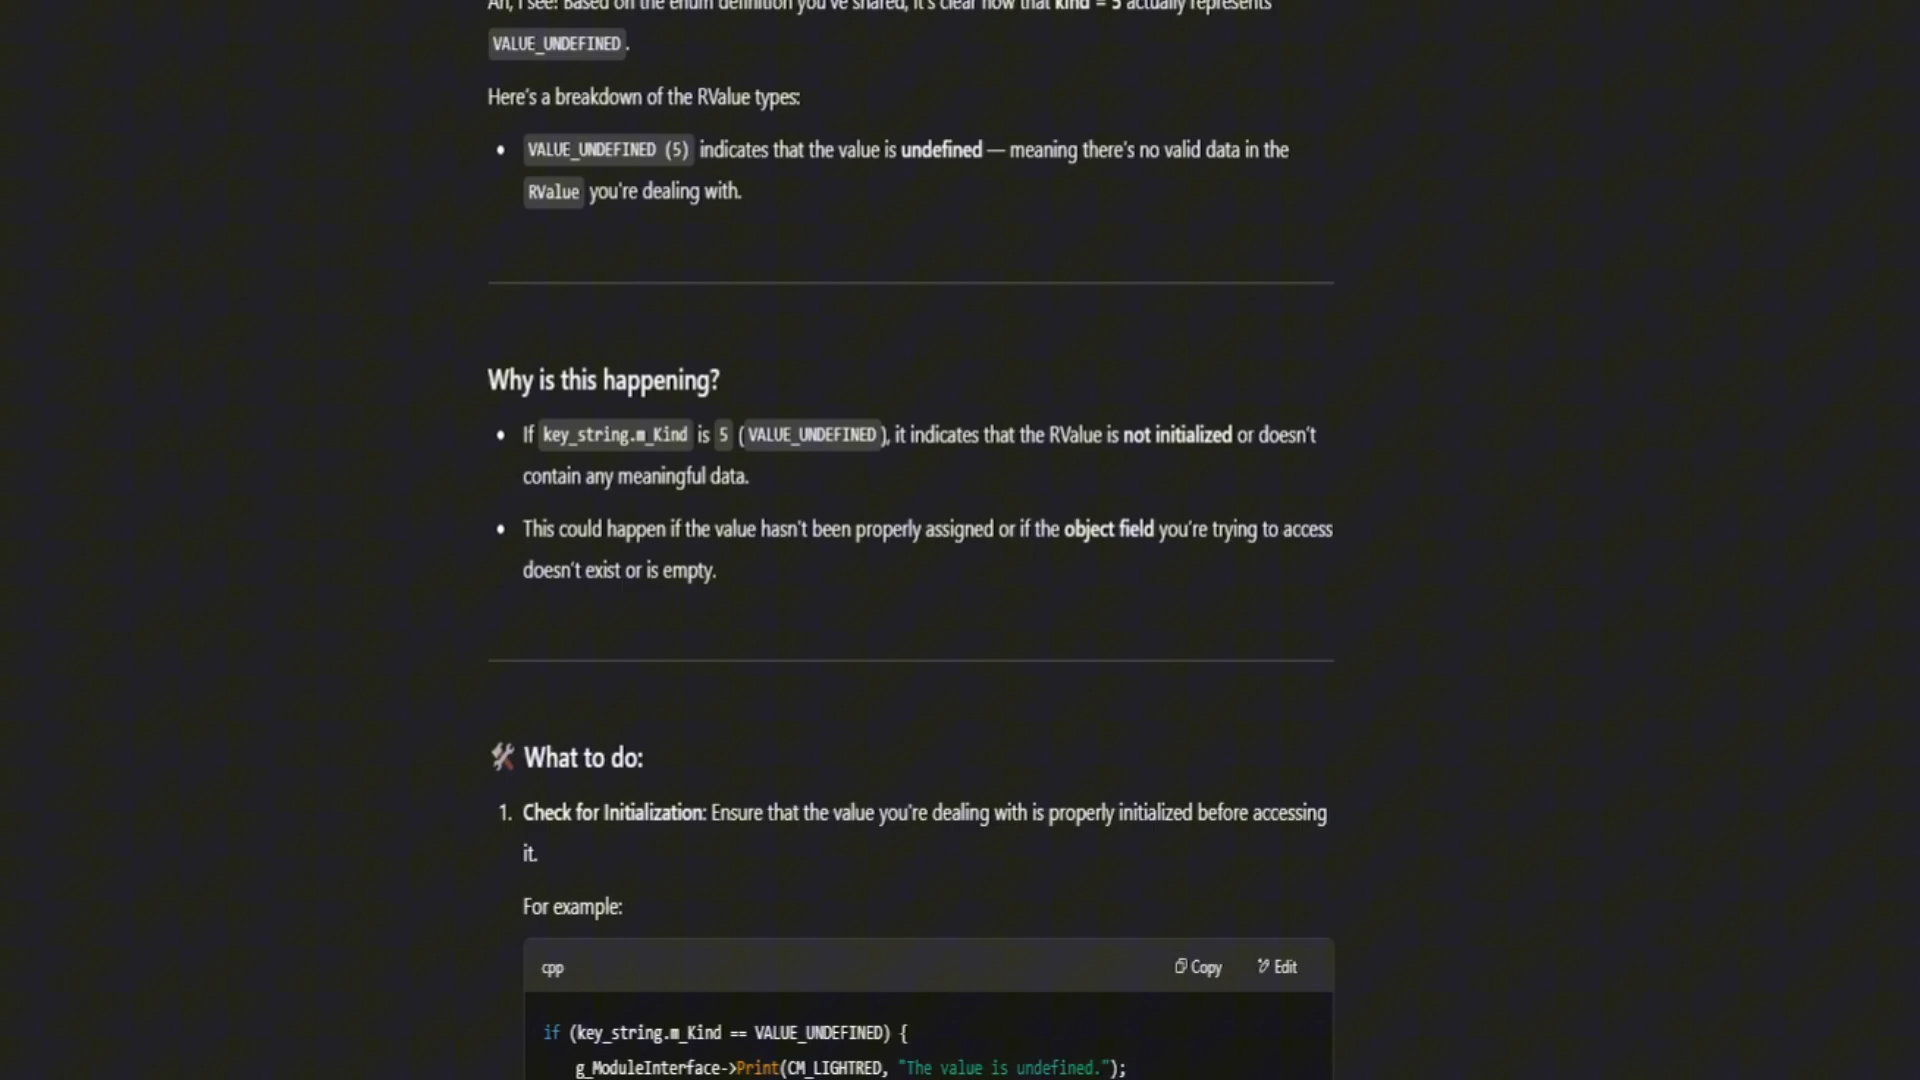 Ah, I see! Based on the enum definition you've shared, it's clear now that kind = 5 actually represents
VALUE_UNDEFINED.
Here's a breakdown of the RValue types:
• VALUE_UNDEFINED (5) indicates that the value is undefined — meaning there's no valid data in the
RValue you're dealing with.
Why is this happening?
• If key_string.m_Kind is 5 (VALUE_UNDEFINED), it indicates that the RValue is not initialized or doesn't
contain any meaningful data.
• This could happen if the value hasn't been properly assigned or if the object field you're trying to access
doesn't exist or is empty.
🛠 What to do:
1. Check for Initialization: Ensure that the value you're dealing with is properly initialized before accessing
it.
For example:
cpp Copy Edit
if (key_string.m_Kind == VALUE_UNDEFINED) {
g_ModuleInterface->Print(CM_LIGHTRED, "The value is undefined.");